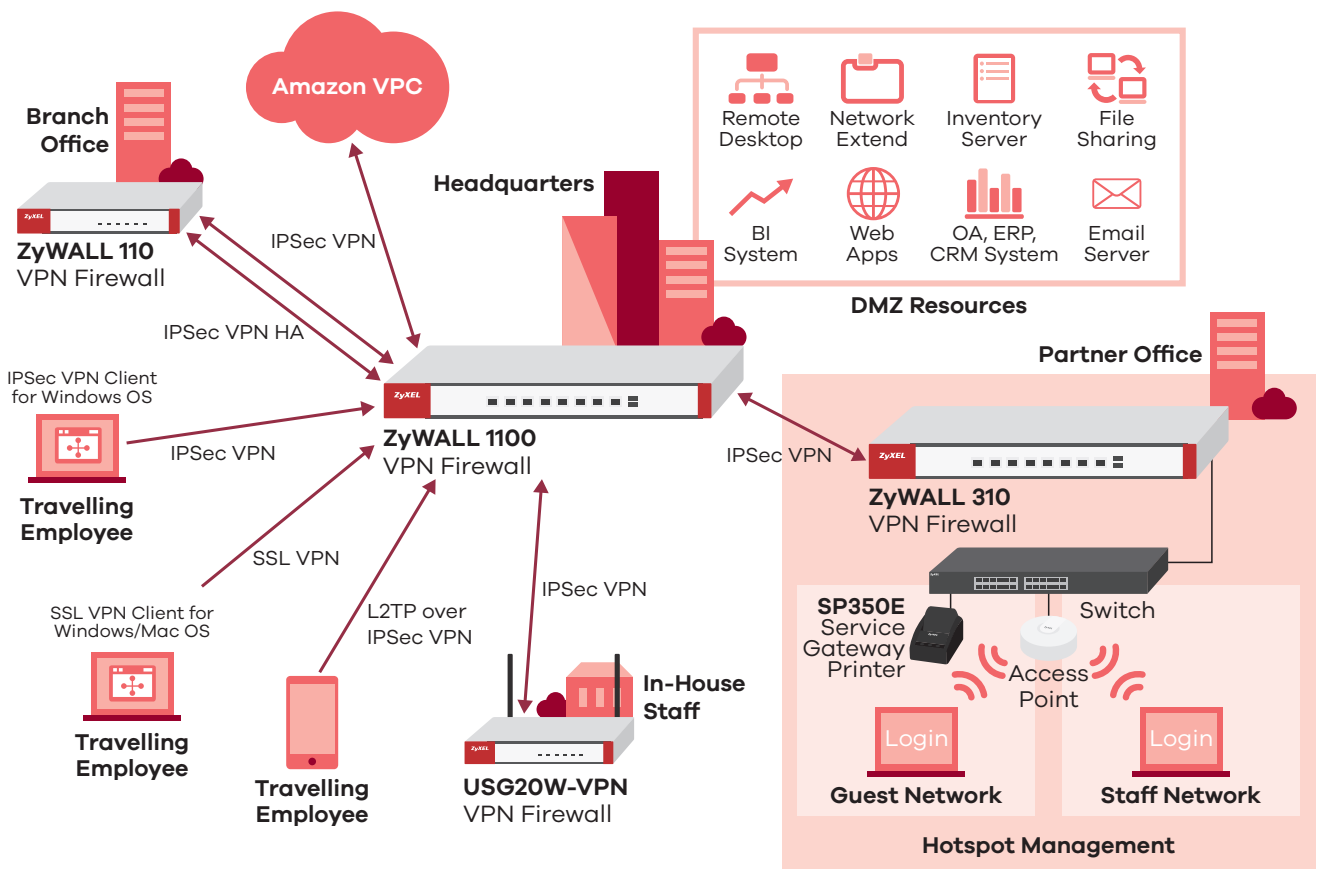 Amazon VPC
Branch
Office
ZyXEL
ZyWALL 110
VPN Firewall
IPSec VPN
IPSec VPN HA
Headquarters
Remote
Desktop
Network
Extend
Inventory
Server
File
Sharing
BI
System
Web
Apps
OA, ERP,
CRM System
Email
Server
DMZ Resources
IPSec VPN Client
for Windows OS
IPSec VPN
Travelling
Employee
ZyXEL
ZyWALL 1100
VPN Firewall
Partner Office
IPSec VPN
ZyXEL
ZyWALL 310
VPN Firewall
SSL VPN
SSL VPN Client for
Windows/Mac OS
Travelling
Employee
L2TP over
IPSec VPN
Travelling
Employee
IPSec VPN
In-House
Staff
ZyXEL
USG20W-VPN
VPN Firewall
SP350E
Service
Gateway
Printer
Switch
Access
Point
Login
Guest Network
Login
Staff Network
Hotspot Management